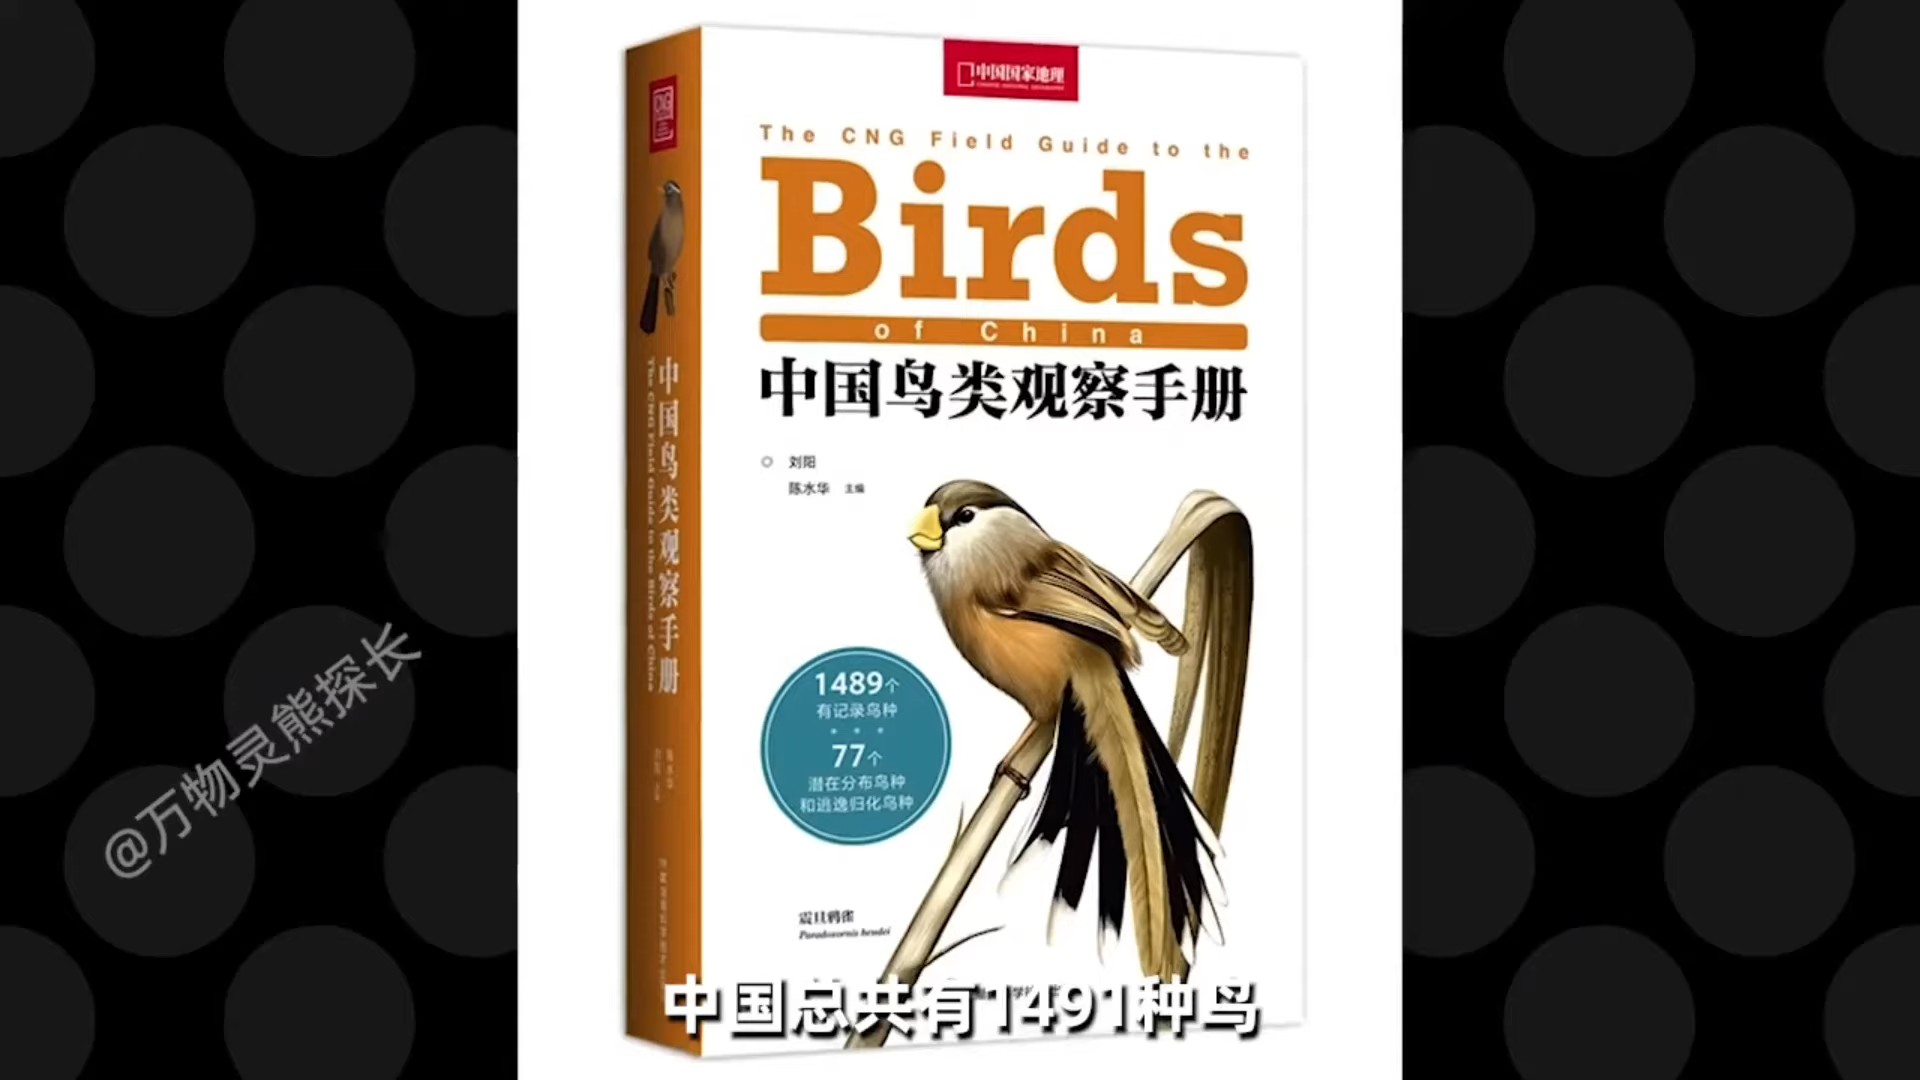 中国国家地理
CHINESE NATIONAL GEOGRAPHY
The CNG Field Guide to the
Birds
of China
中国鸟类观察手册
刘阳
陈水华 主编
1489个
有记录鸟种
77个
潜在分布鸟种
和逃逸归化鸟种
震旦鸦雀
Paradoxornis heudei
CNG
中国鸟类观察手册
The CNG Field Guide to the Birds of China
@万物灵熊探长
中国总共有1491种鸟